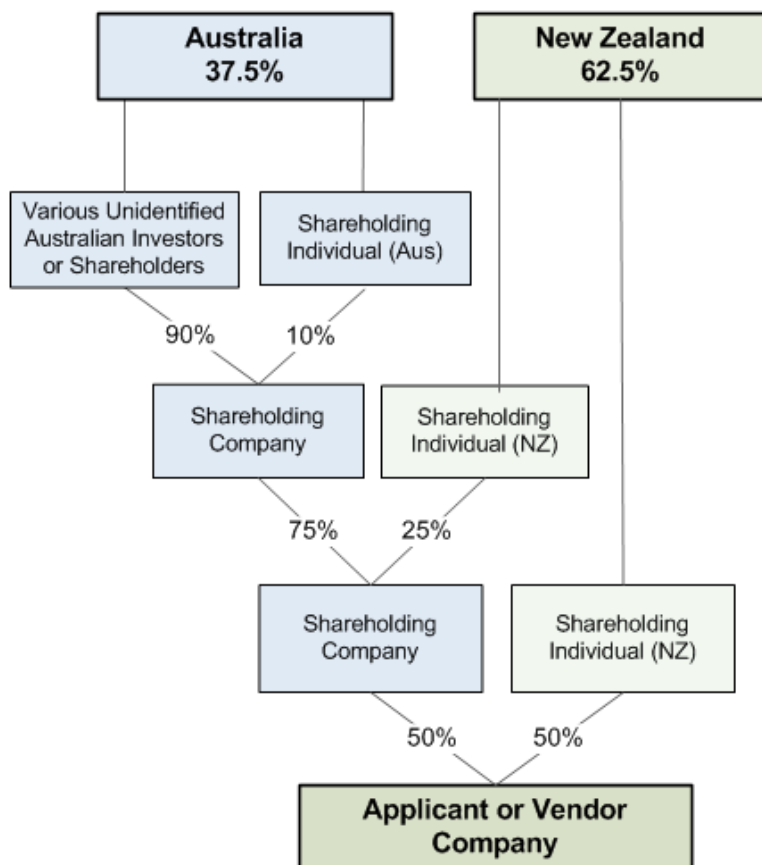 Australia
37.5%
New Zealand
62.5%
Various Unidentified
Australian Investors
or Shareholders
Shareholding
Individual (Aus)
90%
10%
Shareholding
Company
Shareholding
Individual (NZ)
75%
25%
Shareholding
Company
Shareholding
Individual (NZ)
50%
50%
Applicant or Vendor
Company